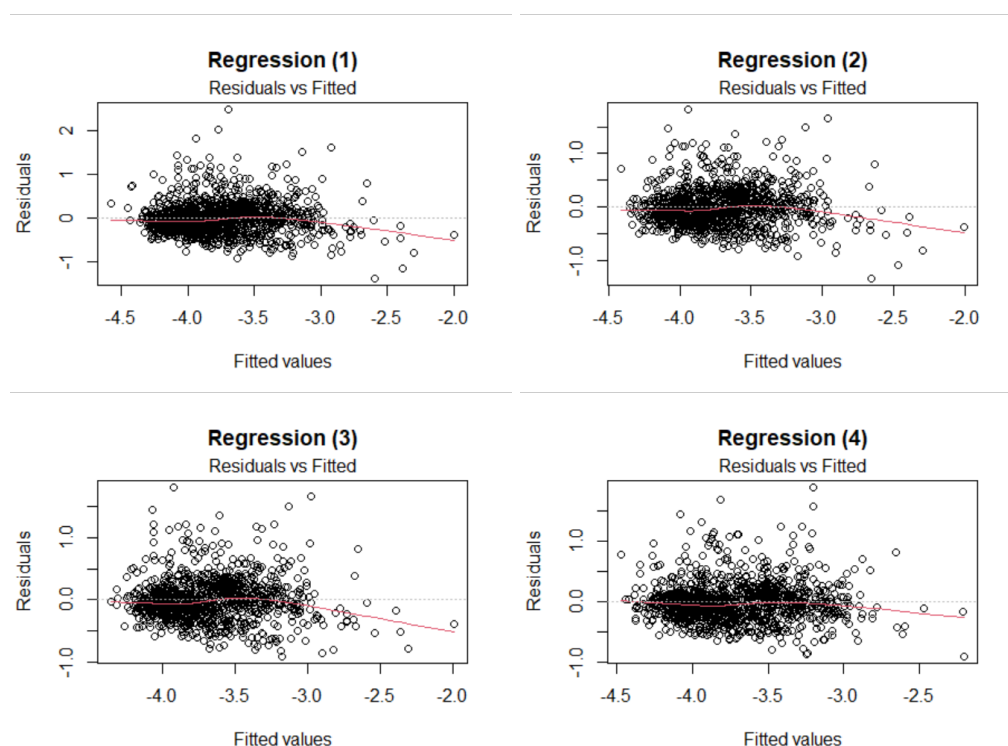 Regression (1)
Residuals vs Fitted
Residuals
2
1
0
-1
-4.5 -4.0 -3.5 -3.0 -2.5 -2.0
Fitted values
Regression (2)
Residuals vs Fitted
Residuals
1.0
0.0
-1.0
-4.5 -4.0 -3.5 -3.0 -2.5 -2.0
Fitted values
Regression (3)
Residuals vs Fitted
Residuals
1.0
0.0
-1.0
-4.0 -3.5 -3.0 -2.5 -2.0
Fitted values
Regression (4)
Residuals vs Fitted
Residuals
1.0
0.0
-1.0
-4.5 -4.0 -3.5 -3.0 -2.5
Fitted values